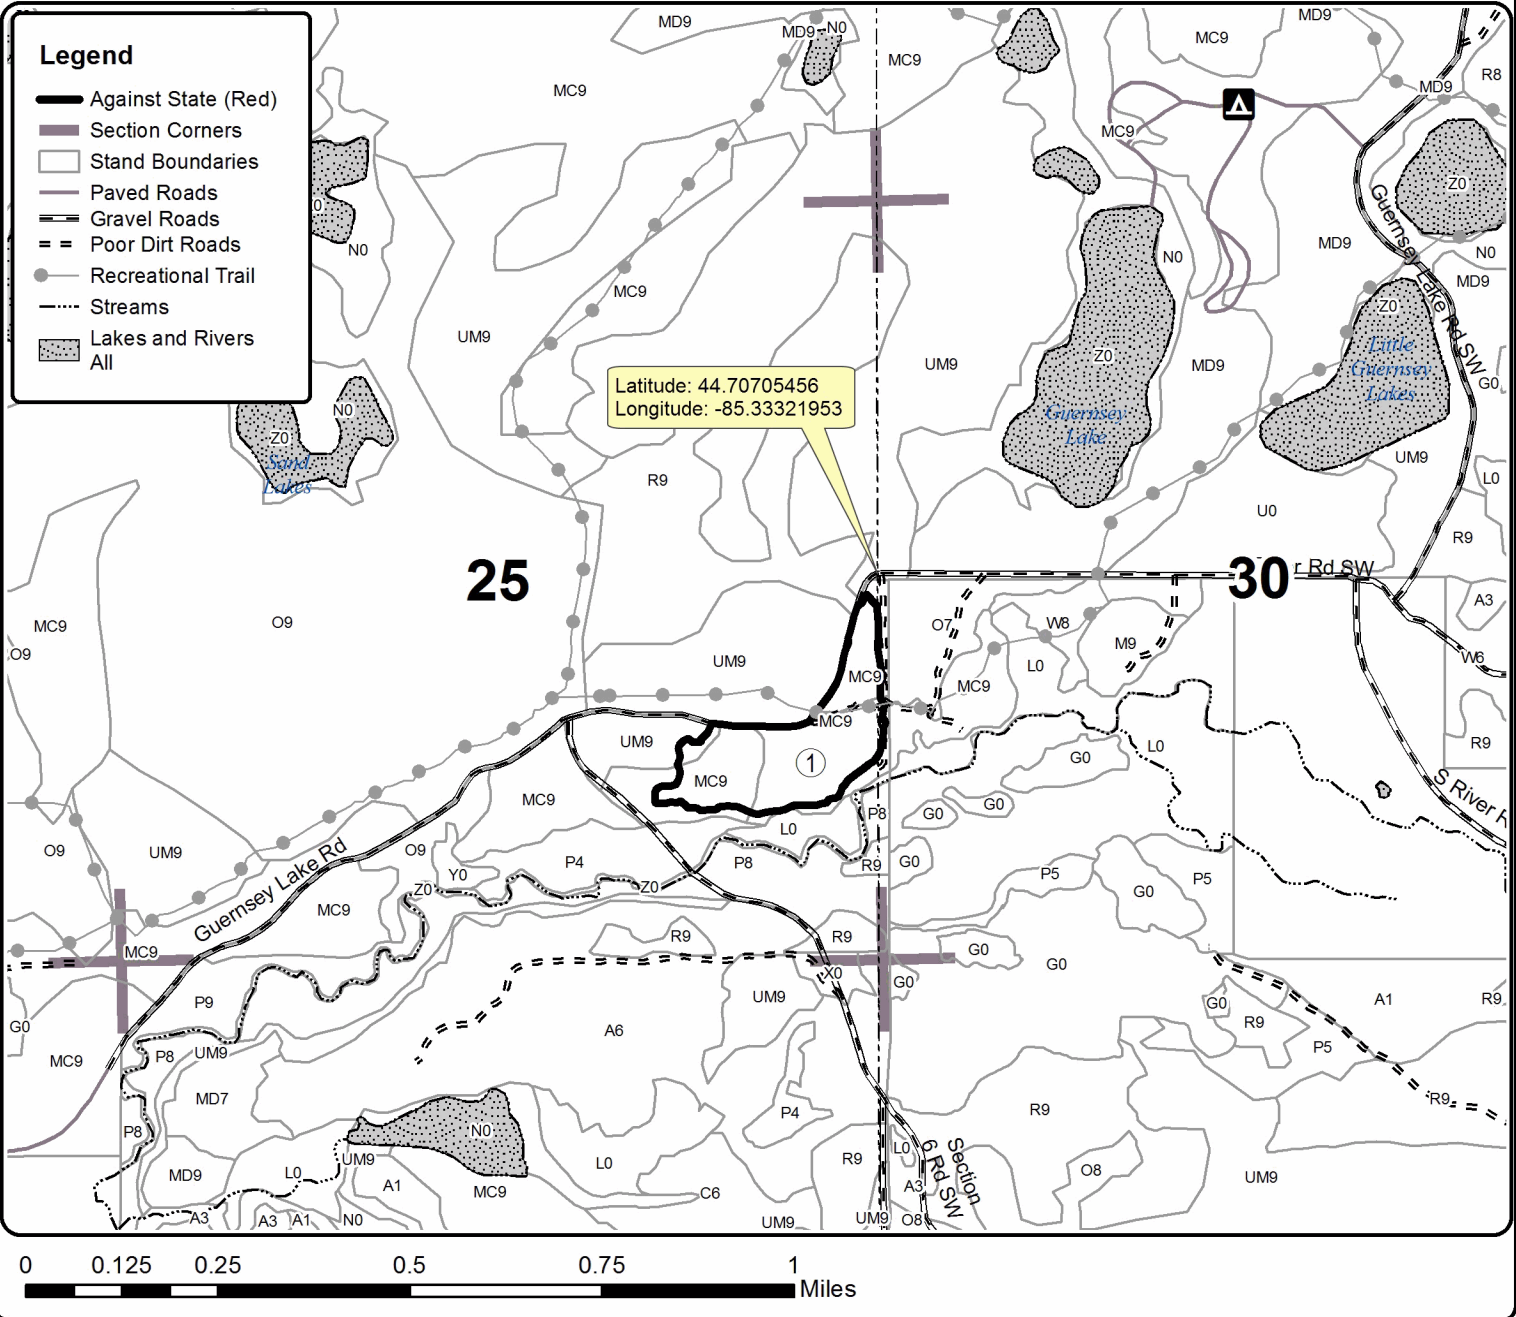 Legend
Against State (Red)
Section Corners
Stand Boundaries
Paved Roads
Gravel Roads
Poor Dirt Roads
Recreational Trail
Streams
Lakes and Rivers
All
MD9
MD9
N0
MD9
MC9
MC9
MC9
R8
MD9
MC9
Z0
N0
N0
MD9
N0
MD9
MC9
Guernse
Lake Rd SW
Z0
UM9
Z0
Little
Guernsey
Lakes
UM9
MD9
G0
Latitude: 44.70705456
Longitude: -85.33321953
N0
Z0
Sand
Lakes
Guernsey
Lake
R9
UM9
L0
U0
R9
25
30
r Rd SW
MC9
O9
O9
O7
W8
M9
A3
UM9
MC9
MC9
L0
W6
MC9
UM9
1
MC9
L0
G0
R9
MC9
S River R
P8
G0
G0
L0
O9
UM9
O9
Guernsey Lake Rd
Y0
P4
P8
R9
G0
P5
P5
Z0
Z0
G0
MC9
R9
R9
G0
MC9
G0
X0
G0
P9
UM9
G0
A1
R9
G0
R9
A6
P5
MC9
P8
UM9
MD7
P4
R9
R9
P8
N0
Section
6 Rd SW
MD9
L0
UM9
A1
MC9
L0
C6
R9
L0
A3
O8
UM9
A3
A3
A1
N0
UM9
UM9
O8
0
0.125
0.25
0.5
0.75
1
Miles